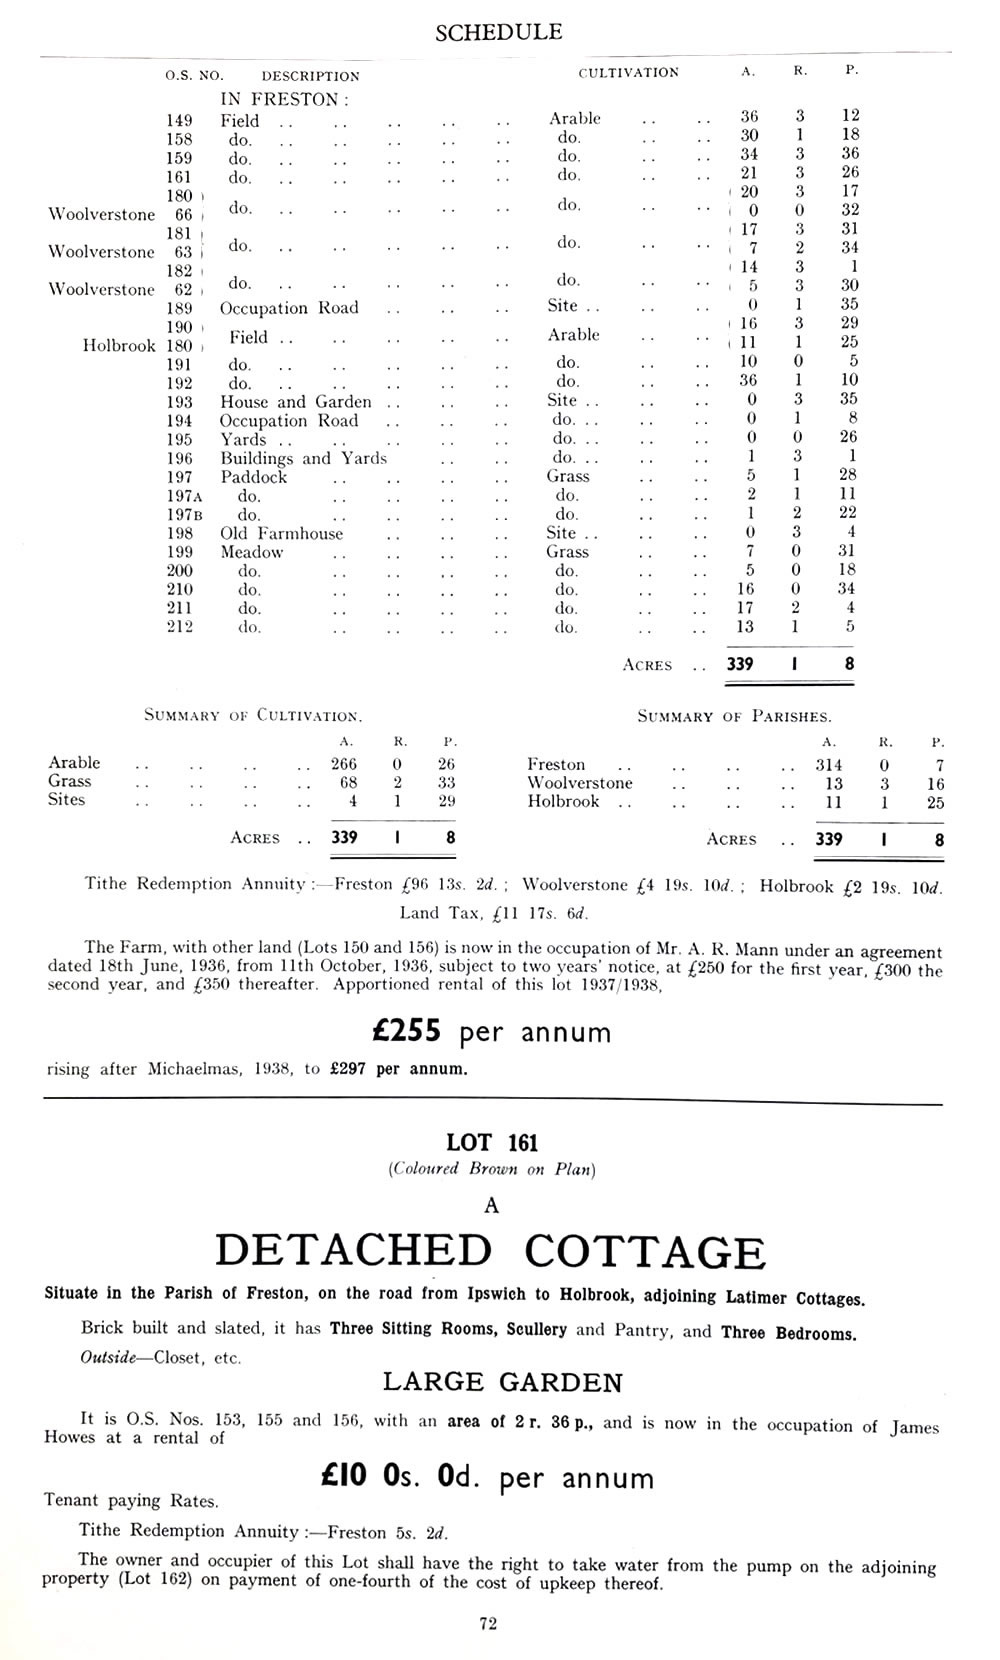 SCHEDULE
O.S. NO. DESCRIPTION CULTIVATION A. R. P.
IN FRESTON :
149 Field .. .. .. .. .. Arable .. .. 36 3 12
158 do. .. .. .. .. .. do. .. .. 30 1 18
159 do. .. .. .. .. .. do. .. .. 34 3 36
161 do. .. .. .. .. .. do. .. .. 21 3 26
180 20 3 17
do. .. .. .. .. .. do. .. ..
Woolverstone 66 0 0 32
181 17 3 31
do. .. .. .. .. .. do. .. ..
Woolverstone 63 7 2 34
182 14 3 1
do. .. .. .. .. .. do. .. ..
Woolverstone 62 5 3 30
189 Occupation Road .. .. .. Site .. .. .. 0 1 35
190 16 3 29
Field .. .. .. .. .. Arable .. ..
Holbrook 180 11 1 25
191 do. .. .. .. .. .. do. .. .. 10 0 5
192 do. .. .. .. .. .. do. .. .. 36 1 10
193 House and Garden .. .. .. Site .. .. .. 0 3 35
194 Occupation Road .. .. .. do. .. .. .. 0 1 8
195 Yards .. .. .. .. .. do. .. .. .. 0 0 26
196 Buildings and Yards .. .. do. .. .. .. 1 3 1
197 Paddock .. .. .. .. Grass .. .. 5 1 28
197A do. .. .. .. .. do. .. .. 2 1 11
197B do. .. .. .. .. do. .. .. 1 2 22
198 Old Farmhouse .. .. .. Site .. .. .. 0 3 4
199 Meadow .. .. .. .. Grass .. .. 7 0 31
200 do. .. .. .. .. do. .. .. 5 0 18
210 do. .. .. .. .. do. .. .. 16 0 34
211 do. .. .. .. .. do. .. .. 17 2 4
212 do. .. .. .. .. do. .. .. 13 1 5
ACRES .. 339 1 8
SUMMARY OF CULTIVATION.
A. R. P.
Arable .. .. .. .. 266 0 26
Grass .. .. .. .. 68 2 33
Sites .. .. .. .. 4 1 29
ACRES .. 339 1 8
SUMMARY OF PARISHES.
A. R. P.
Freston .. .. .. .. 314 0 7
Woolverstone .. .. .. 13 3 16
Holbrook .. .. .. .. 11 1 25
ACRES .. 339 1 8
Tithe Redemption Annuity :—Freston £96 13s. 2d. ; Woolverstone £4 19s. 10d. ; Holbrook £2 19s. 10d.
Land Tax, £11 17s. 6d.
The Farm, with other land (Lots 150 and 156) is now in the occupation of Mr. A. R. Mann under an agreement
dated 18th June, 1936, from 11th October, 1936, subject to two years' notice, at £250 for the first year, £300 the
second year, and £350 thereafter. Apportioned rental of this lot 1937/1938,
£255 per annum
rising after Michaelmas, 1938, to £297 per annum.
LOT 161
(Coloured Brown on Plan)
A
DETACHED COTTAGE
Situate in the Parish of Freston, on the road from Ipswich to Holbrook, adjoining Latimer Cottages.
Brick built and slated, it has Three Sitting Rooms, Scullery and Pantry, and Three Bedrooms.
Outside—Closet, etc.
LARGE GARDEN
It is O.S. Nos. 153, 155 and 156, with an area of 2 r. 36 p., and is now in the occupation of James
Howes at a rental of
£10 0s. 0d. per annum
Tenant paying Rates.
Tithe Redemption Annuity :—Freston 5s. 2d.
The owner and occupier of this Lot shall have the right to take water from the pump on the adjoining
property (Lot 162) on payment of one-fourth of the cost of upkeep thereof.
72